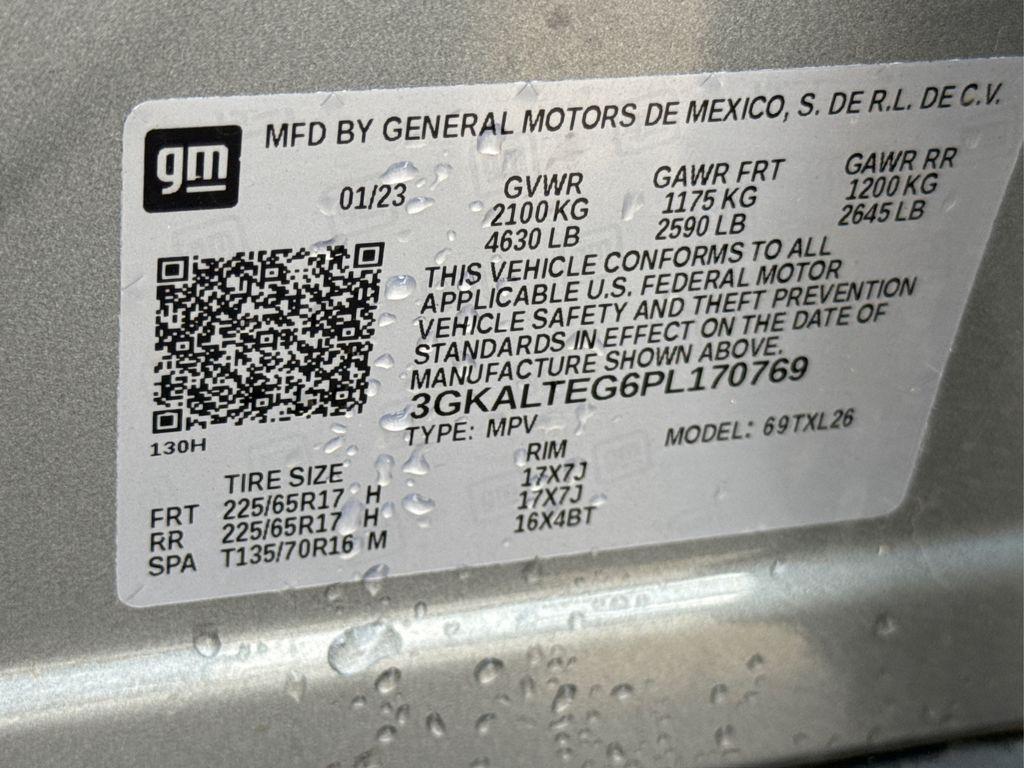 gm
MFD BY GENERAL MOTORS DE MEXICO, S. DE R.L. DE C.V.
01/23 GVWR GAWR FRT GAWR RR
2100 KG 1175 KG 1200 KG
4630 LB 2590 LB 2645 LB
THIS VEHICLE CONFORMS TO ALL
APPLICABLE U.S. FEDERAL MOTOR
VEHICLE SAFETY AND THEFT PREVENTION
STANDARDS IN EFFECT ON THE DATE OF
MANUFACTURE SHOWN ABOVE.
3GKALTEG6PL170769
130H TYPE: MPV MODEL: 69TXL26
TIRE SIZE RIM
FRT 225/65R17 H 17X7J
RR 225/65R17 H 17X7J
SPA T135/70R16 M 16X4BT